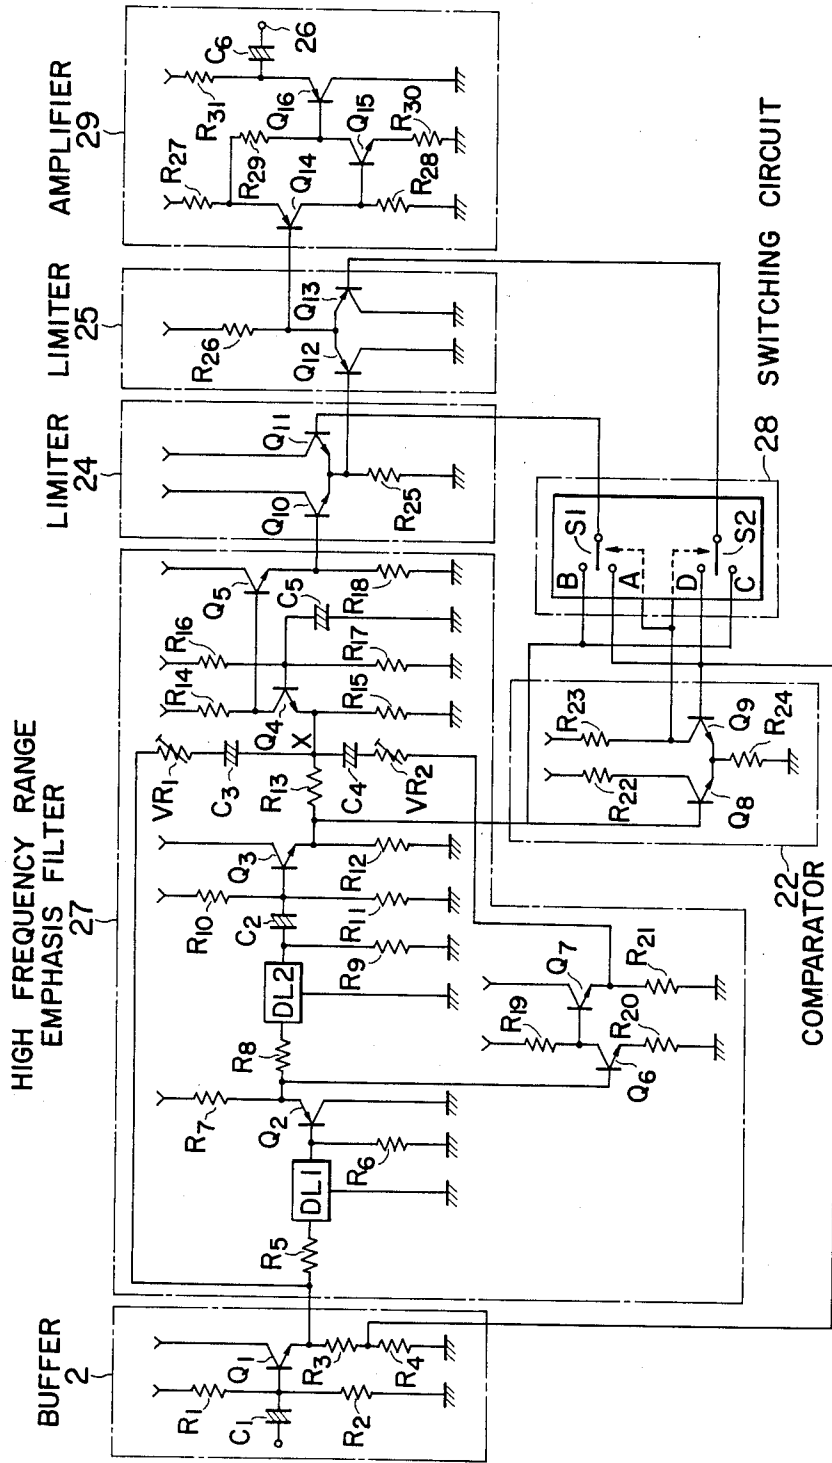 BUFFER
2
HIGH FREQUENCY RANGE
EMPHASIS FILTER
27
LIMITER
24
LIMITER
25
AMPLIFIER
29
R1
C1
Q1
R2
R3
R4
R5
DL1
R6
R7
Q2
R8
DL2
R9
C2
R10
R11
Q3
R12
R13
VR1
C3
X
C4
VR2
R14
Q4
R15
R16
R17
C5
Q5
R18
R19
Q6
R20
Q7
R21
Q10
Q11
R25
R26
Q12
Q13
R27
Q14
R28
R29
Q15
R30
Q16
R31
C6
26
R22
R23
Q8
Q9
R24
22
COMPARATOR
B
A
D
C
S1
S2
28 SWITCHING CIRCUIT